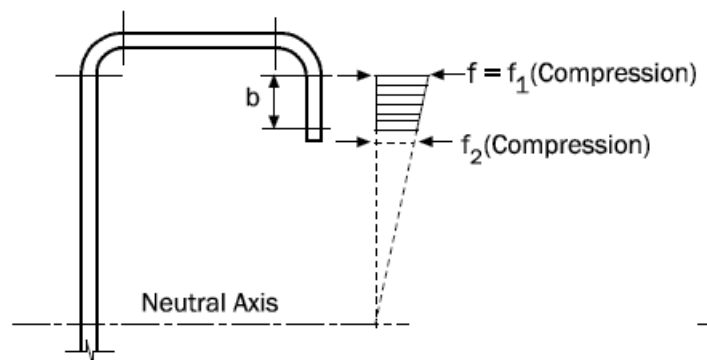 b
f = f1(Compression)
f2(Compression)
Neutral Axis